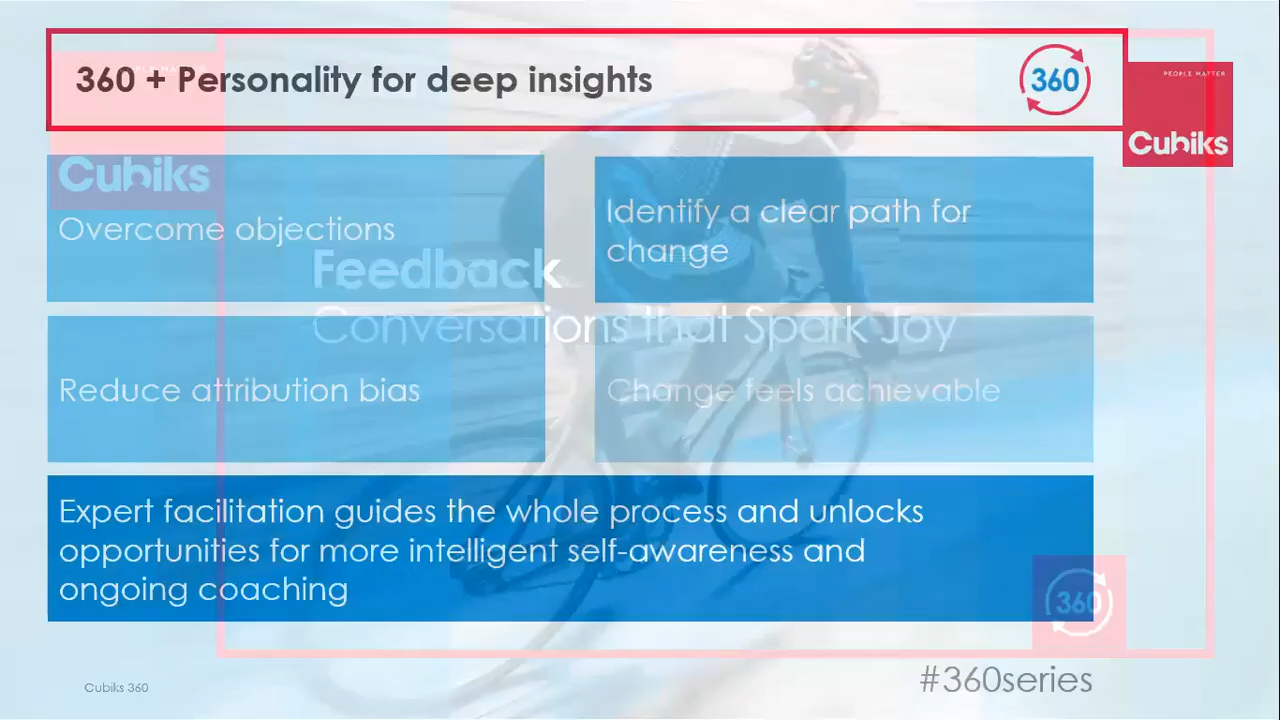 360 + Personality for deep insights
360
PEOPLE MATTER
Cubiks
PEOPLE MATTER
Cubiks
Overcome objections
Identify a clear path for
change
Feedback
Conversations that Spark Joy
Reduce attribution bias
Change feels achievable
Expert facilitation guides the whole process and unlocks
opportunities for more intelligent self-awareness and
ongoing coaching
360
Cubiks 360
#360series